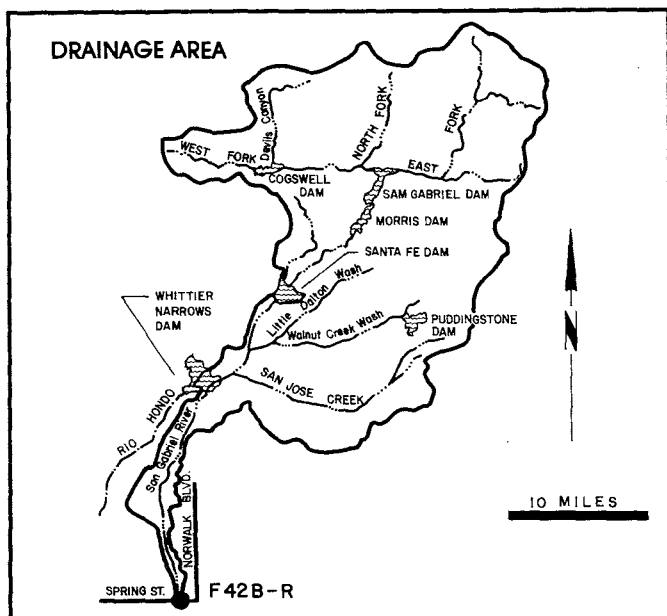 DRAINAGE AREA
Devils Canyon
WEST FORK
NORTH FORK
EAST FORK
COGSWELL
DAM
SAM GABRIEL DAM
MORRIS DAM
SANTA FE DAM
WHITTIER
NARROWS
DAM
Little Dalton Wash
Walnut Creek Wash
PUDDINGSTONE
DAM
N
SAN JOSE CREEK
RIO HONDO
San Gabriel River
NORWALK BLVD.
10 MILES
SPRING ST.
F42B-R